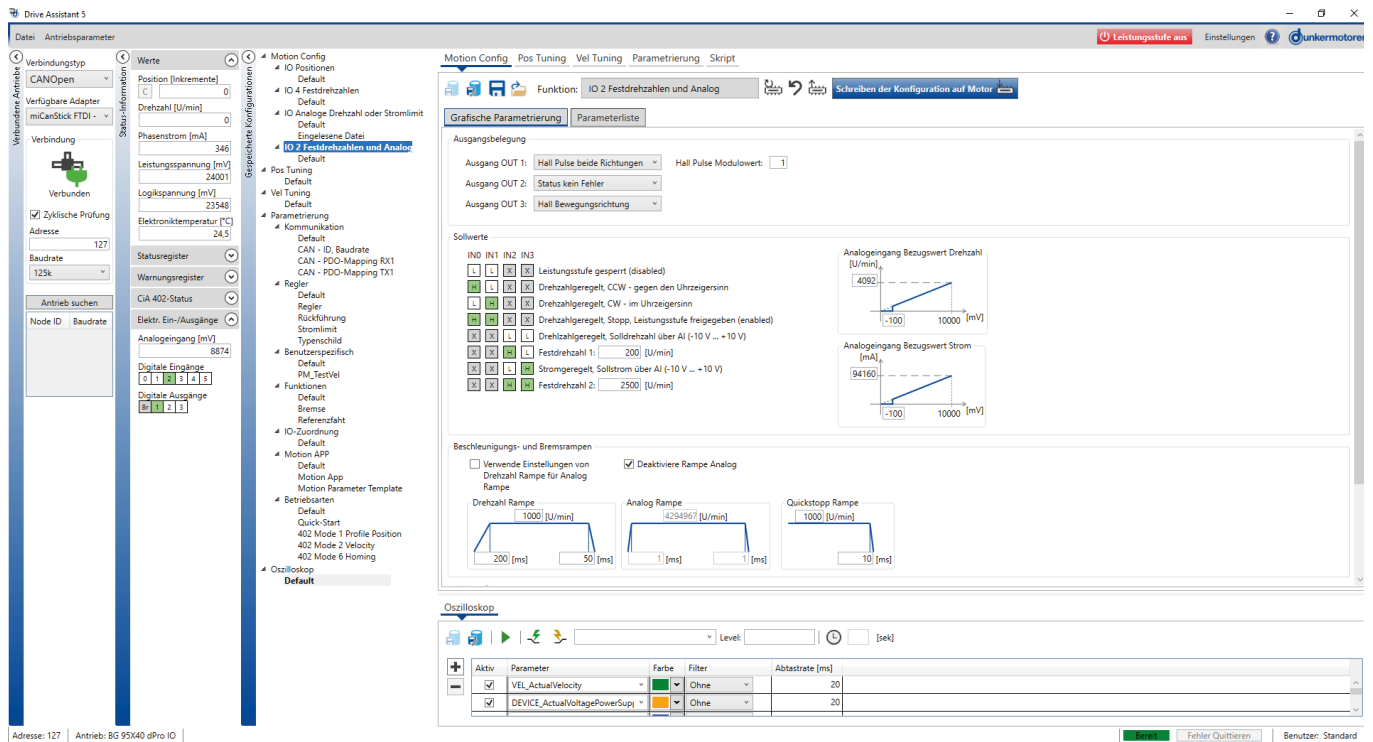 Drive Assistant 5
Datei Antriebsparameter
Leistungsstufe aus Einstellungen ? dunkermotoren
Verbundene Antriebe
Verbindungstyp
CANOpen
Verfügbare Adapter
miCanStick FTDI -
Verbindung
Verbunden
Zyklische Prüfung
Adresse
127
Baudrate
125k
Antrieb suchen
Node ID Baudrate
Status-Information
Werte
Position [Inkremente]
C 0
Drehzahl [U/min]
0
Phasenstrom [mA]
346
Leistungsspannung [mV]
24001
Logikspannung [mV]
23548
Elektroniktemperatur [°C]
24,5
Statusregister
Warnungsregister
CiA 402-Status
Elektr. Ein-/Ausgänge
Analogeingang [mV]
8874
Digitale Eingänge
0 1 2 3 4 5
Digitale Ausgänge
Br 1 2 3
Gespeicherte Konfigurationen
Motion Config
IO Positionen
Default
IO 4 Festdrehzahlen
Default
IO Analoge Drehzahl oder Stromlimit
Default
Eingelesene Datei
IO 2 Festdrehzahlen und Analog
Default
Pos Tuning
Default
Vel Tuning
Default
Parametrierung
Kommunikation
Default
CAN - ID, Baudrate
CAN - PDO-Mapping RX1
CAN - PDO-Mapping TX1
Regler
Default
Regler
Rückführung
Stromlimit
Typenschild
Benutzerspezifisch
Default
PM_TestVel
Funktionen
Default
Bremse
Referenzfaht
IO-Zuordnung
Default
Motion APP
Default
Motion App
Motion Parameter Template
Betriebsarten
Default
Quick-Start
402 Mode 1 Profile Position
402 Mode 2 Velocity
402 Mode 6 Homing
Oszilloskop
Default
Motion Config Pos Tuning Vel Tuning Parametrierung Skript
Funktion: IO 2 Festdrehzahlen und Analog Schreiben der Konfiguration auf Motor
Grafische Parametrierung Parameterliste
Ausgangsbelegung
Ausgang OUT 1: Hall Pulse beide Richtungen Hall Pulse Modulowert: 1
Ausgang OUT 2: Status kein Fehler
Ausgang OUT 3: Hall Bewegungsrichtung
Sollwerte
IN0 IN1 IN2 IN3
L L X X Leistungsstufe gesperrt (disabled)
H L X X Drehzahlgeregelt, CCW - gegen den Uhrzeigersinn
L H X X Drehzahlgeregelt, CW - im Uhrzeigersinn
H H X X Drehzahlgeregelt, Stopp, Leistungsstufe freigegeben (enabled)
X X L L Drehlzahlgeregelt, Solldrehzahl über AI (-10 V ... +10 V)
X X H L Festdrehzahl 1: 200 [U/min]
X X L H Stromgeregelt, Sollstrom über AI (-10 V ... +10 V)
X X H H Festdrehzahl 2: 2500 [U/min]
Analogeingang Bezugswert Drehzahl
[U/min]
4092
-100 10000 [mV]
Analogeingang Bezugswert Strom
[mA]
94160
-100 10000 [mV]
Beschleunigungs- und Bremsrampen
Verwende Einstellungen von
Drehzahl Rampe für Analog
Rampe
Deaktiviere Rampe Analog
Drehzahl Rampe
1000 [U/min]
200 [ms] 50 [ms]
Analog Rampe
4294967 [U/min]
1 [ms] 1 [ms]
Quickstopp Rampe
1000 [U/min]
10 [ms]
Oszilloskop
Level: [sek]
Aktiv Parameter Farbe Filter Abtastrate [ms]
VEL_ActualVelocity Ohne 20
DEVICE_ActualVoltagePowerSupp Ohne 20
Adresse: 127 Antrieb: BG 95X40 dPro IO Bereit Fehler Quittieren Benutzer: Standard